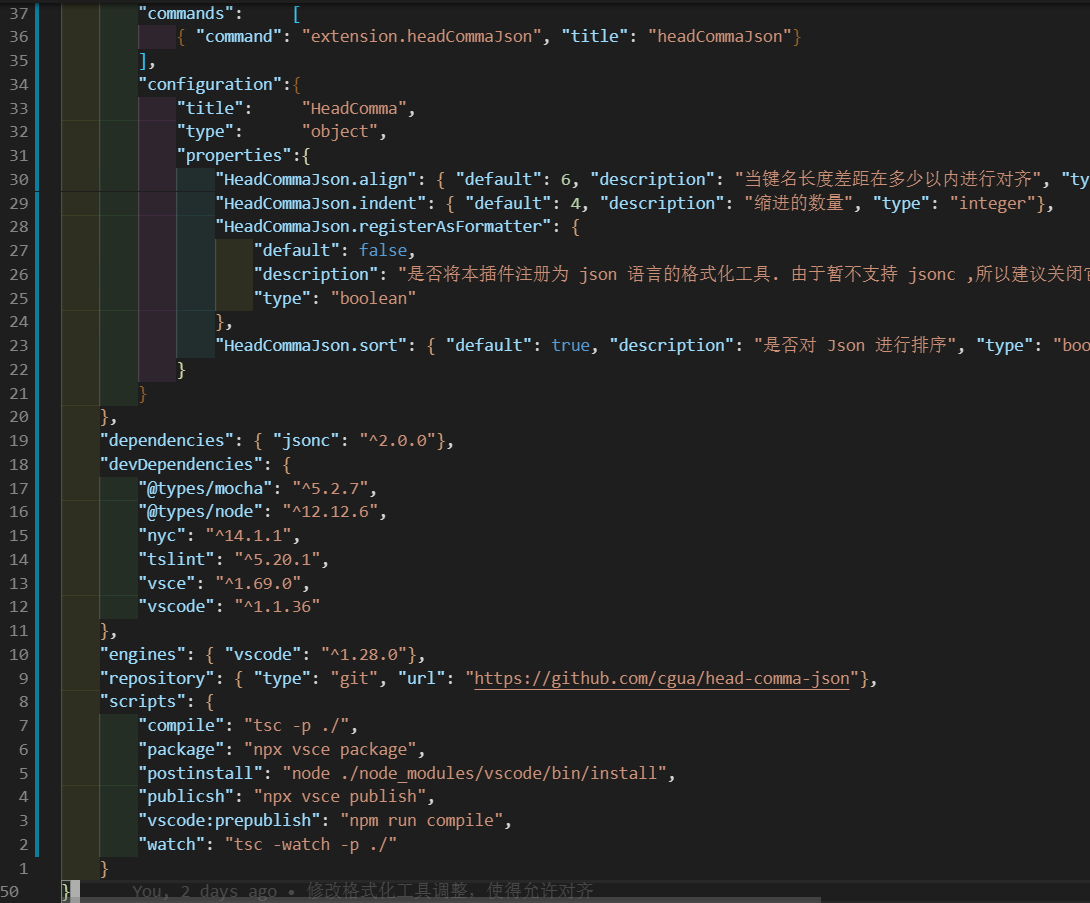 37 "commands": [
36 { "command": "extension.headCommaJson", "title": "headCommaJson"}
35 ],
34 "configuration":{
33 "title": "HeadComma",
32 "type": "object",
31 "properties":{
30 "HeadCommaJson.align": { "default": 6, "description": "当键名长度差距在多少以内进行对齐", "ty
29 "HeadCommaJson.indent": { "default": 4, "description": "缩进的数量", "type": "integer"},
28 "HeadCommaJson.registerAsFormatter": {
27 "default": false,
26 "description": "是否将本插件注册为 json 语言的格式化工具. 由于暂不支持 jsonc ,所以建议关闭
25 "type": "boolean"
24 },
23 "HeadCommaJson.sort": { "default": true, "description": "是否对 Json 进行排序", "type": "boo
22 }
21 }
20 },
19 "dependencies": { "jsonc": "^2.0.0"},
18 "devDependencies": {
17 "@types/mocha": "^5.2.7",
16 "@types/node": "^12.12.6",
15 "nyc": "^14.1.1",
14 "tslint": "^5.20.1",
13 "vsce": "^1.69.0",
12 "vscode": "^1.1.36"
11 },
10 "engines": { "vscode": "^1.28.0"},
9 "repository": { "type": "git", "url": "https://github.com/cgua/head-comma-json"},
8 "scripts": {
7 "compile": "tsc -p ./",
6 "package": "npx vsce package",
5 "postinstall": "node ./node_modules/vscode/bin/install",
4 "publicsh": "npx vsce publish",
3 "vscode:prepublish": "npm run compile",
2 "watch": "tsc -watch -p ./"
1 }
50 } You, 2 days ago • 修改格式化工具调整，使得允许对齐